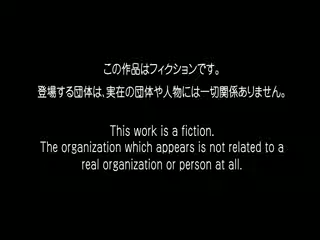 この作品はフィクションです。
登場する団体は、実在の団体や人物には一切関係ありません。
This work is a fiction.
The organization which appears is not related to a
real organization or person at all.